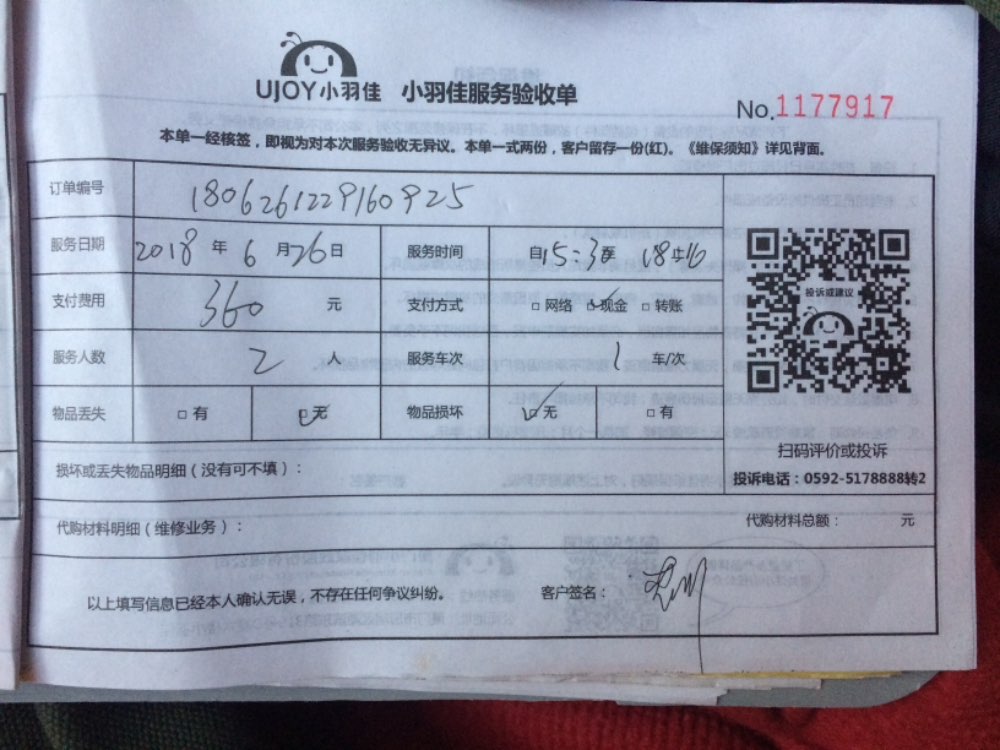 UJOY小羽佳 小羽佳服务验收单
No.1177917
本单一经核签，即视为对本次服务验收无异议。本单一式两份，客户留存一份(红)。《维保须知》详见背面。
订单编号 1806261229160925
服务日期 2018 年 6 月 26 日 服务时间 自 15:30 至 18:16
支付费用 360 元 支付方式 □ 网络 □ 现金 □ 转账
服务人数 2 人 服务车次 1 车/次
物品丢失 □ 有 □ 无 物品损坏 □ 无 □ 有
投诉或建议
扫码评价或投诉
投诉电话：0592-5178888转2
损坏或丢失物品明细（没有可不填）：
代购材料明细（维修业务）： 代购材料总额： 元
以上填写信息已经本人确认无误，不存在任何争议纠纷。 客户签名：